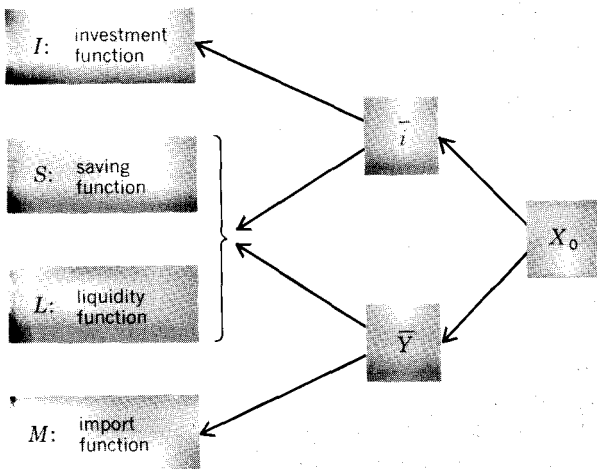 I: investment
function
i̅
S: saving
function
X₀
L: liquidity
function
Y̅
M: import
function